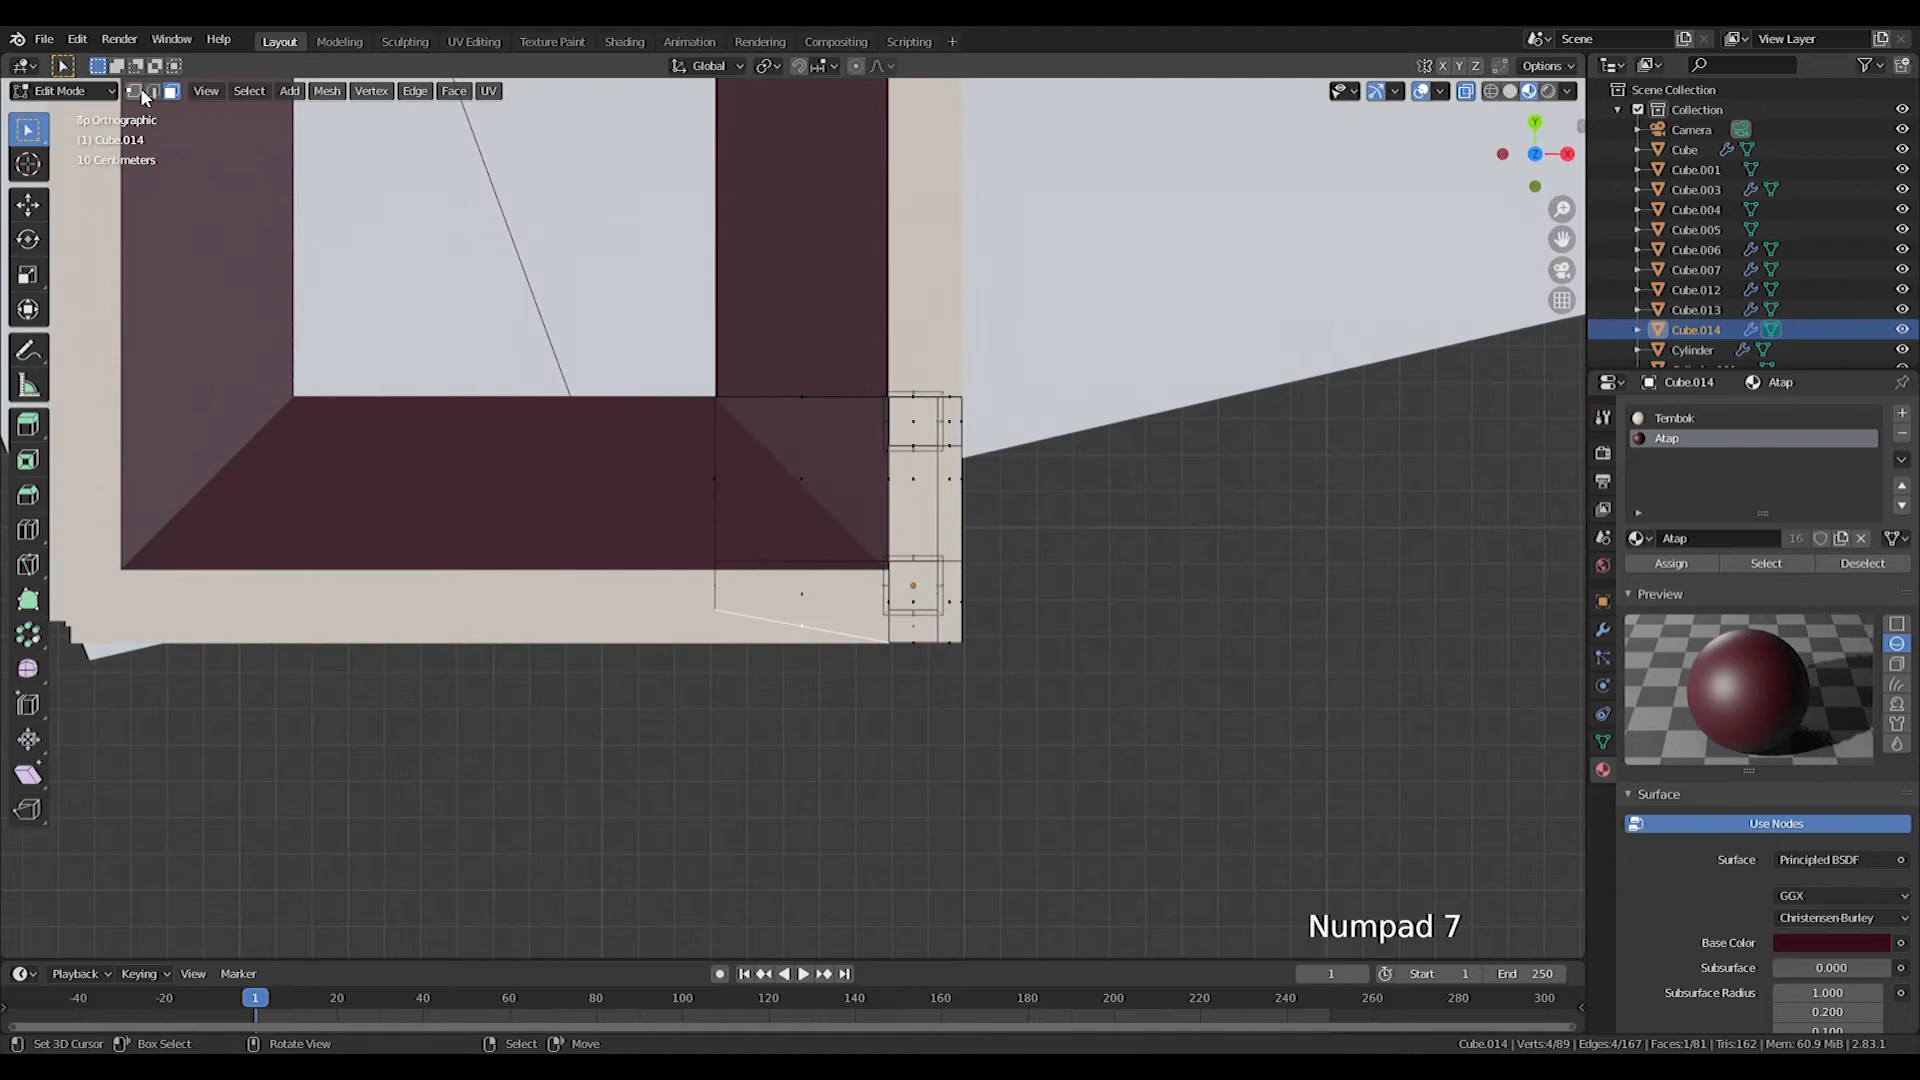 File Edit Render Window Help Layout Modeling Sculpting UV Editing Texture Paint Shading Animation Rendering Compositing Scripting + Scene View Layer
Global X Y Z Options
Edit Mode View Select Add Mesh Vertex Edge Face UV
Scene Collection
Collection
Camera
Cube
Cube.001
Cube.003
Cube.004
Cube.005
Cube.006
Cube.007
Cube.012
Cube.013
Cube.014
Cylinder
Orthographic
(1) Cube.014
10 Centimeters
Y
Z
X
Cube.014 Atap
Tembok
Atap
Atap 16
Assign Select Deselect
Preview
Surface
Use Nodes
Surface Principled BSDF
GGX
Christensen-Burley
Base Color
Subsurface 0.000
Subsurface Radius 1.000
0.200
0.100
Numpad 7
Playback Keying View Marker 1 Start 1 End 250
-40 -20 1 20 40 60 80 100 120 140 160 180 200 220 240 260 280 300
Set 3D Cursor Box Select Rotate View Select Move Cube.014 | Verts:4/89 | Edges:4/167 | Faces:1/81 | Tris:162 | Mem: 60.9 MiB | 2.83.1